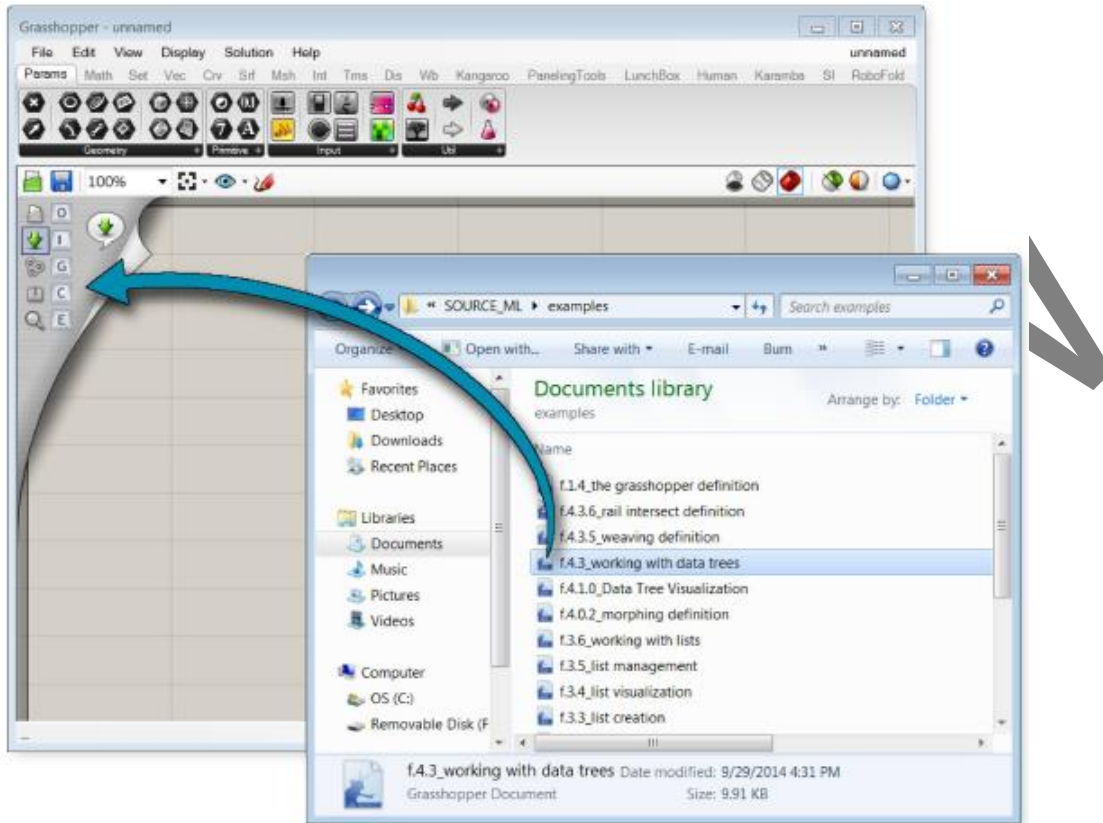 Grasshopper - unnamed
File Edit View Display Solution Help unnamed
Params Math Set Vec Crv Srf Msh Int Trns Dis Wb Kangaroo PanelingTools LunchBox Human Karamba SI RoboFold
Geometry + Primitive + Input + Util +
100%
O
I
G
C
E
« SOURCE_ML examples Search examples
Organize Open with... Share with E-mail Burn »
Favorites
Desktop
Downloads
Recent Places
Libraries
Documents
Music
Pictures
Videos
Computer
OS (C:)
Removable Disk (F
Documents library
examples
Arrange by: Folder
Name
f.1.4_the grasshopper definition
f.4.3.6_rail intersect definition
f.4.3.5_weaving definition
f.4.3_working with data trees
f.4.1.0_Data Tree Visualization
f.4.0.2_morphing definition
f.3.6_working with lists
f.3.5_list management
f.3.4_list visualization
f.3.3_list creation
f.4.3_working with data trees Date modified: 9/29/2014 4:31 PM
Grasshopper Document Size: 9.91 KB